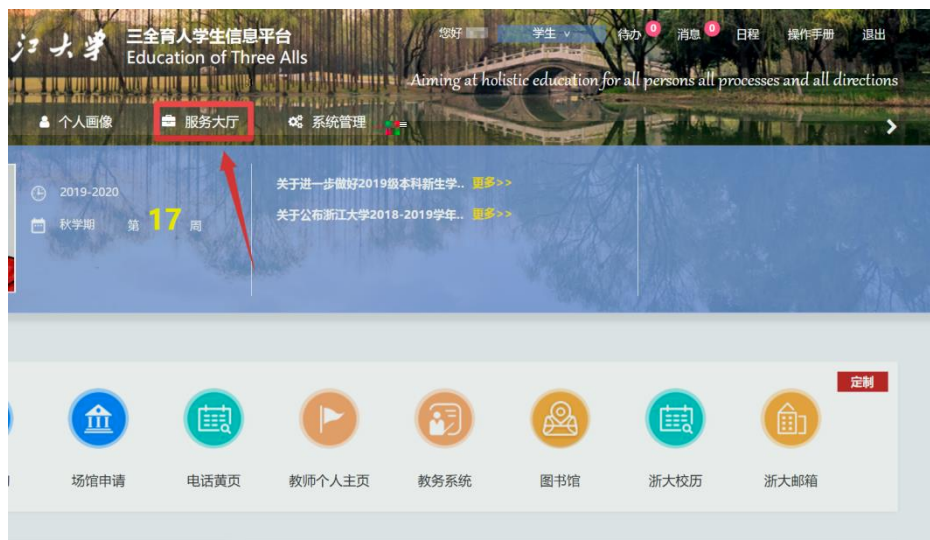 江大学 三全育人学生信息平台
Education of Three Alls
您好 学生 待办 0 消息 0 日程 操作手册 退出
Aiming at holistic education for all persons all processes and all directions
个人画像 服务大厅 系统管理
2019-2020
秋学期 第 17 周
关于进一步做好2019级本科新生学.. 更多>>
关于公布浙江大学2018-2019学年.. 更多>>
定制
场馆申请 电话黄页 教师个人主页 教务系统 图书馆 浙大校历 浙大邮箱